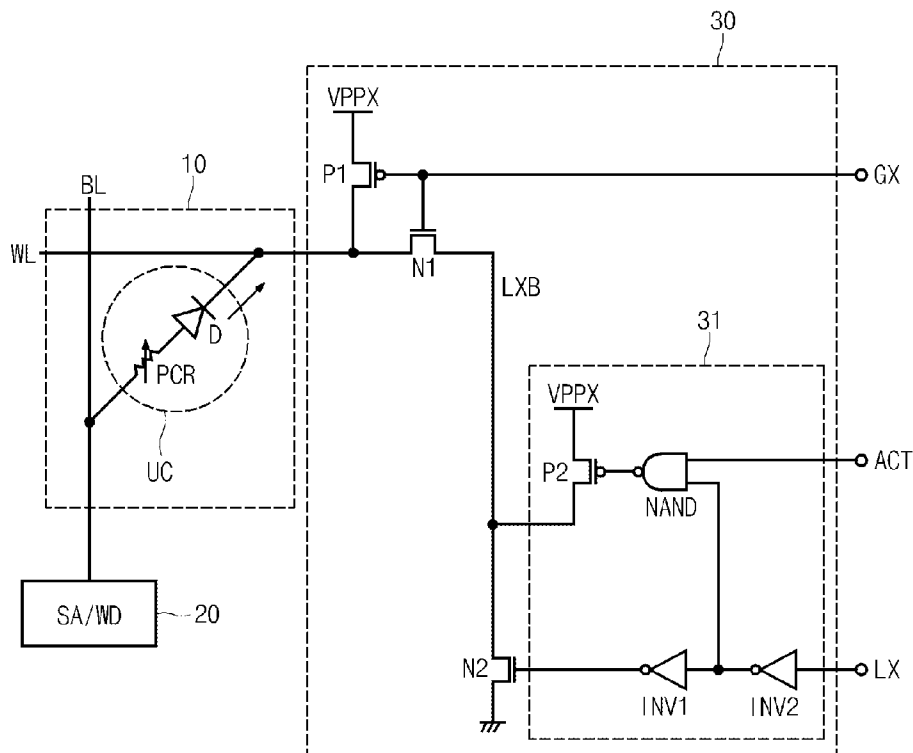 30
VPPX
P1
GX
10
BL
WL
N1
LXB
D
PCR
31
VPPX
UC
P2
NAND
ACT
SA/WD
20
N2
LX
INV1
INV2